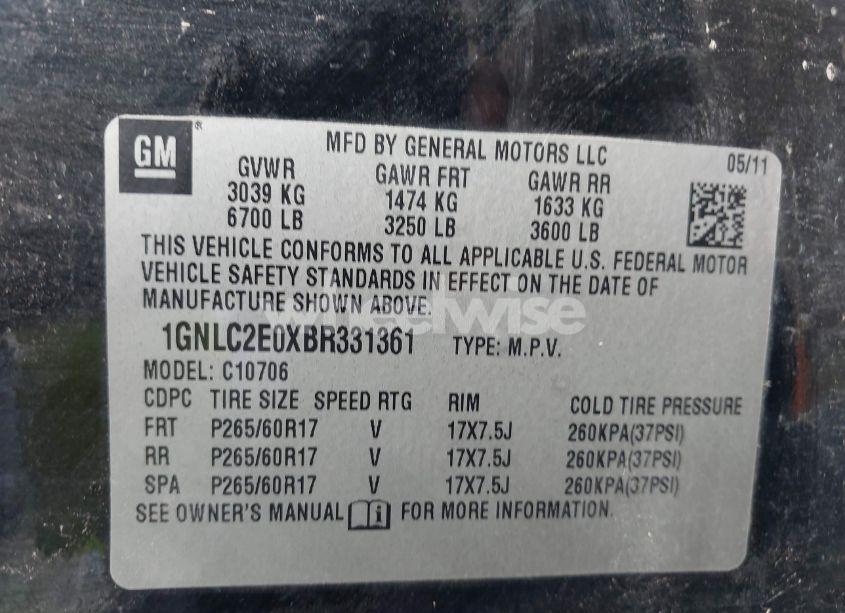 GM®
MFD BY GENERAL MOTORS LLC
05/11
GVWR GAWR FRT GAWR RR
3039 KG 1474 KG 1633 KG
6700 LB 3250 LB 3600 LB
THIS VEHICLE CONFORMS TO ALL APPLICABLE U.S. FEDERAL MOTOR
VEHICLE SAFETY STANDARDS IN EFFECT ON THE DATE OF
MANUFACTURE SHOWN ABOVE.
wheelwise
1GNLC2E0XBR331361 TYPE: M.P.V.
MODEL: C10706
CDPC TIRE SIZE SPEED RTG RIM COLD TIRE PRESSURE
FRT P265/60R17 V 17X7.5J 260KPA(37PSI)
RR P265/60R17 V 17X7.5J 260KPA(37PSI)
SPA P265/60R17 V 17X7.5J 260KPA(37PSI)
SEE OWNER'S MANUAL i FOR MORE INFORMATION.